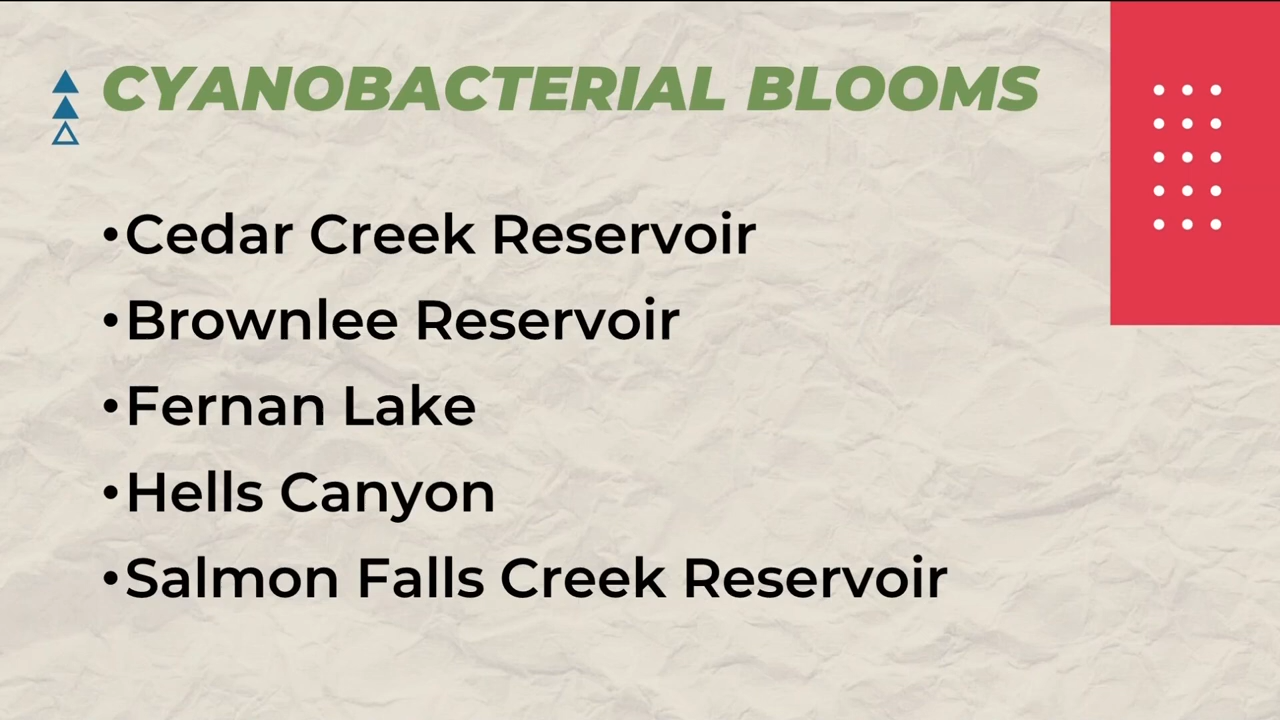 CYANOBACTERIAL BLOOMS
•Cedar Creek Reservoir
•Brownlee Reservoir
•Fernan Lake
•Hells Canyon
•Salmon Falls Creek Reservoir